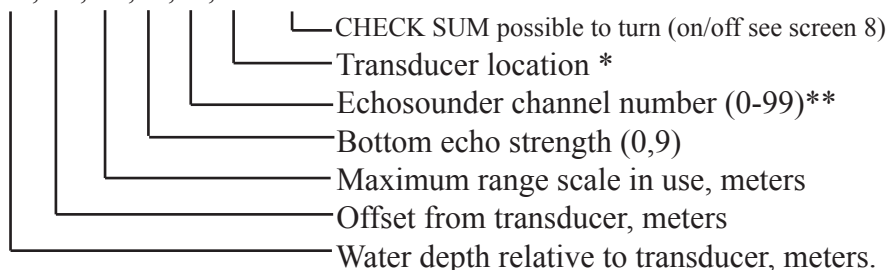 CHECK SUM possible to turn (on/off see screen 8)
Transducer location *
Echosounder channel number (0-99)**
Bottom echo strength (0,9)
Maximum range scale in use, meters
Offset from transducer, meters
Water depth relative to transducer, meters.